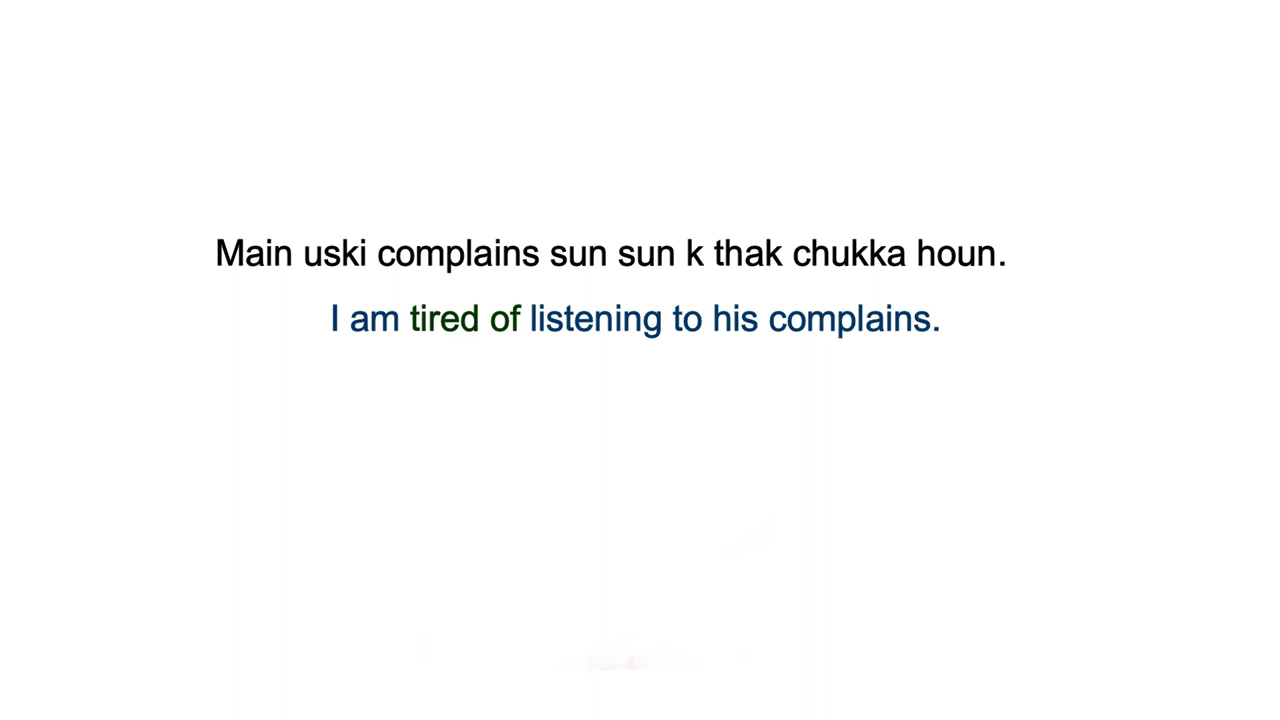 Main uski complains sun sun k thak chukka houn.
I am tired of listening to his complains.